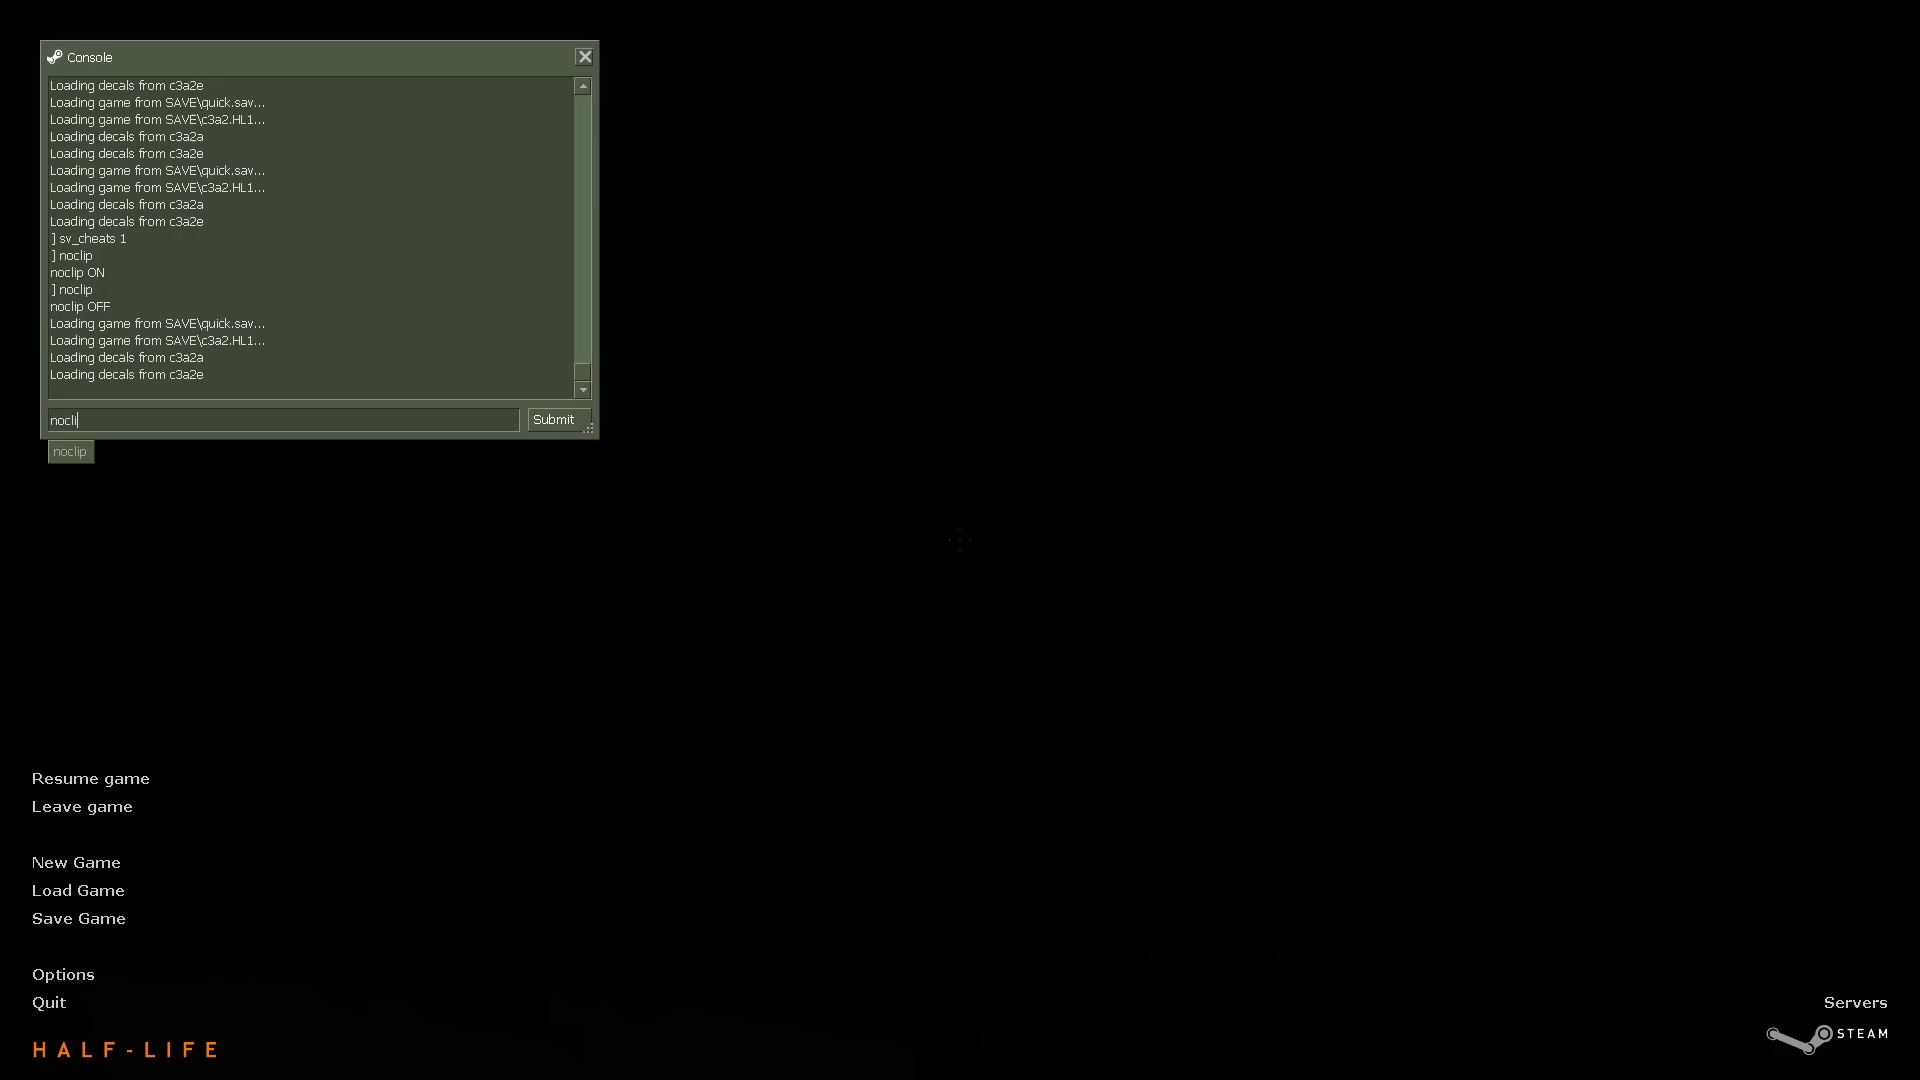 Console
Loading decals from c3a2e
Loading game from SAVE\quick.sav...
Loading game from SAVE\c3a2.HL1...
Loading decals from c3a2a
Loading decals from c3a2e
Loading game from SAVE\quick.sav...
Loading game from SAVE\c3a2.HL1...
Loading decals from c3a2a
Loading decals from c3a2e
] sv_cheats 1
] noclip
noclip ON
] noclip
noclip OFF
Loading game from SAVE\quick.sav...
Loading game from SAVE\c3a2.HL1...
Loading decals from c3a2a
Loading decals from c3a2e
nocli
Submit
noclip
Resume game
Leave game
New Game
Load Game
Save Game
Options
Quit
HALF-LIFE
Servers
STEAM